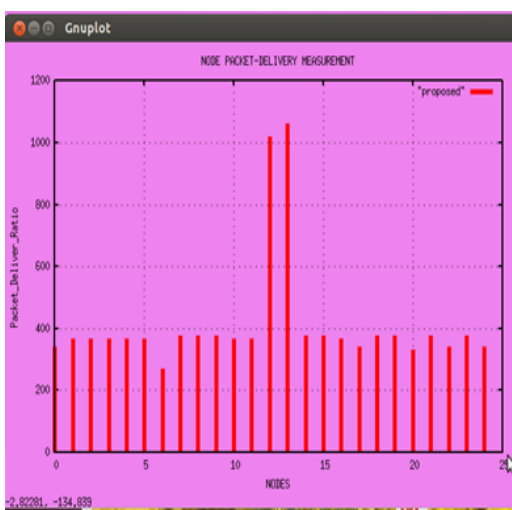 Gnuplot
NODE PACKET-DELIVERY MEASUREMENT
"proposed"
Packet_Deliver_Ratio
1200
1000
800
600
400
200
0
0 5 10 15 20 25
NODES
-2,82281, -134,839